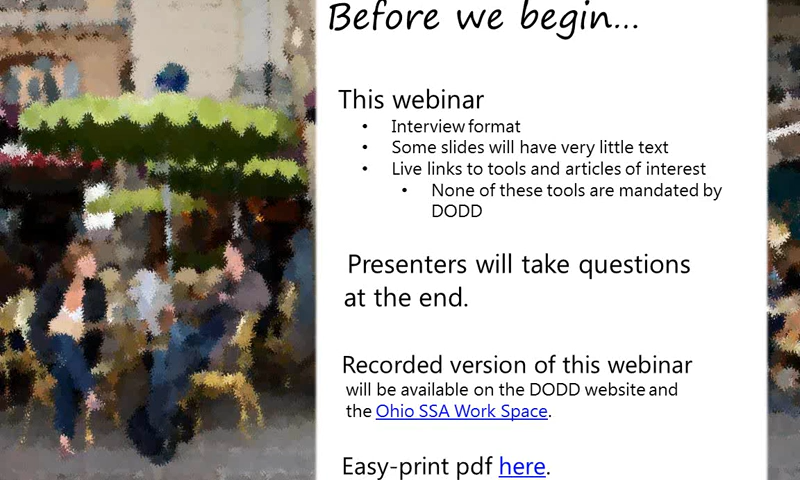 Before we begin...
This webinar
• Interview format
• Some slides will have very little text
• Live links to tools and articles of interest
• None of these tools are mandated by
DODD
Presenters will take questions
at the end.
Recorded version of this webinar
will be available on the DODD website and
the Ohio SSA Work Space.
Easy-print pdf here.